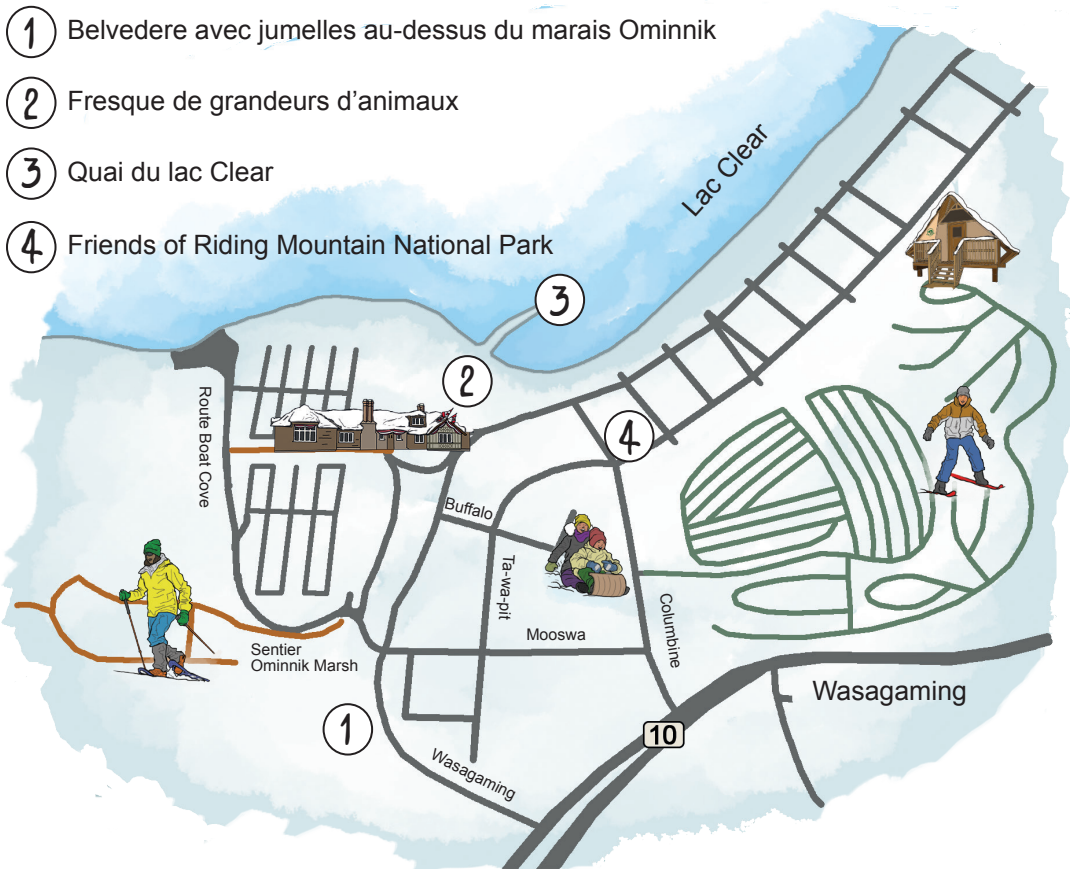 1 Belvedere avec jumelles au-dessus du marais Ominnik
2 Fresque de grandeurs d'animaux
3 Quai du lac Clear
4 Friends of Riding Mountain National Park
Lac Clear
3
2
Route Boat Cove
4
Buffalo
Ta-wa-pit
Columbine
Mooswa
Sentier
Ominnik Marsh
Wasagaming
1
10
Wasagaming